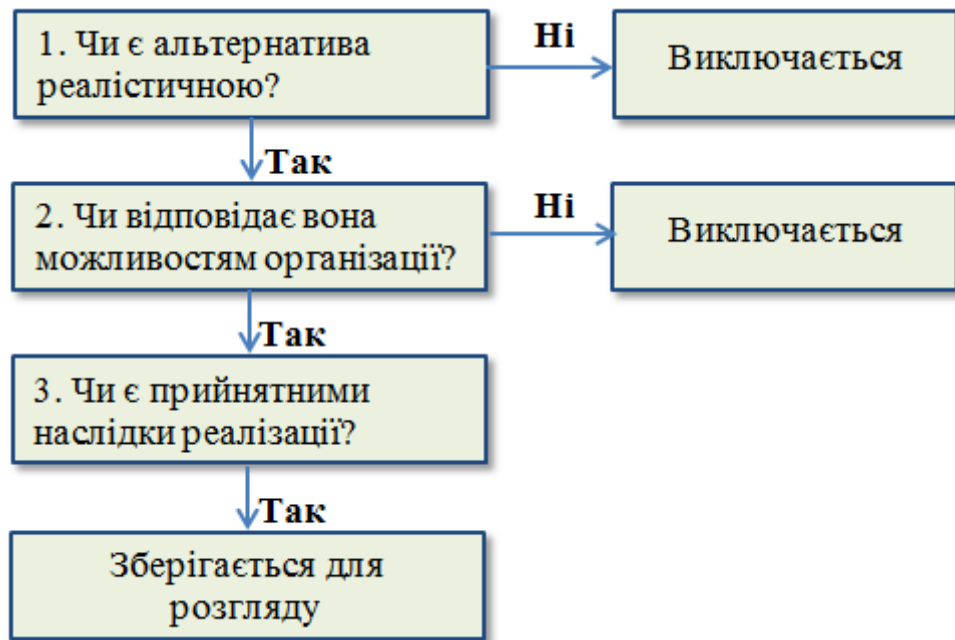 1. Чи є альтернатива
реалістичною?
Ні
Виключається
Так
2. Чи відповідає вона
можливостям організації?
Ні
Виключається
Так
3. Чи є прийнятними
наслідки реалізації?
Так
Зберігається для
розгляду